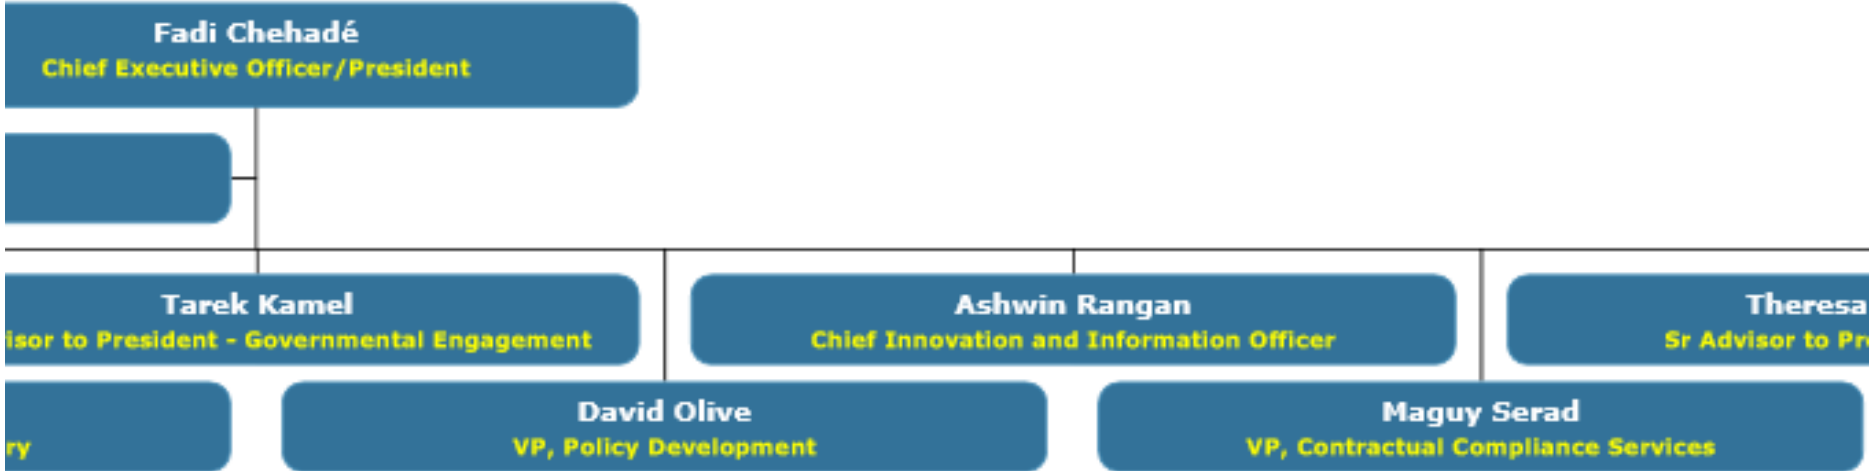 Fadi Chehadé
Chief Executive Officer/President
Tarek Kamel
isor to President - Governmental Engagement
Ashwin Rangan
Chief Innovation and Information Officer
Theresa
Sr Advisor to Pre
ry
David Olive
VP, Policy Development
Maguy Serad
VP, Contractual Compliance Services